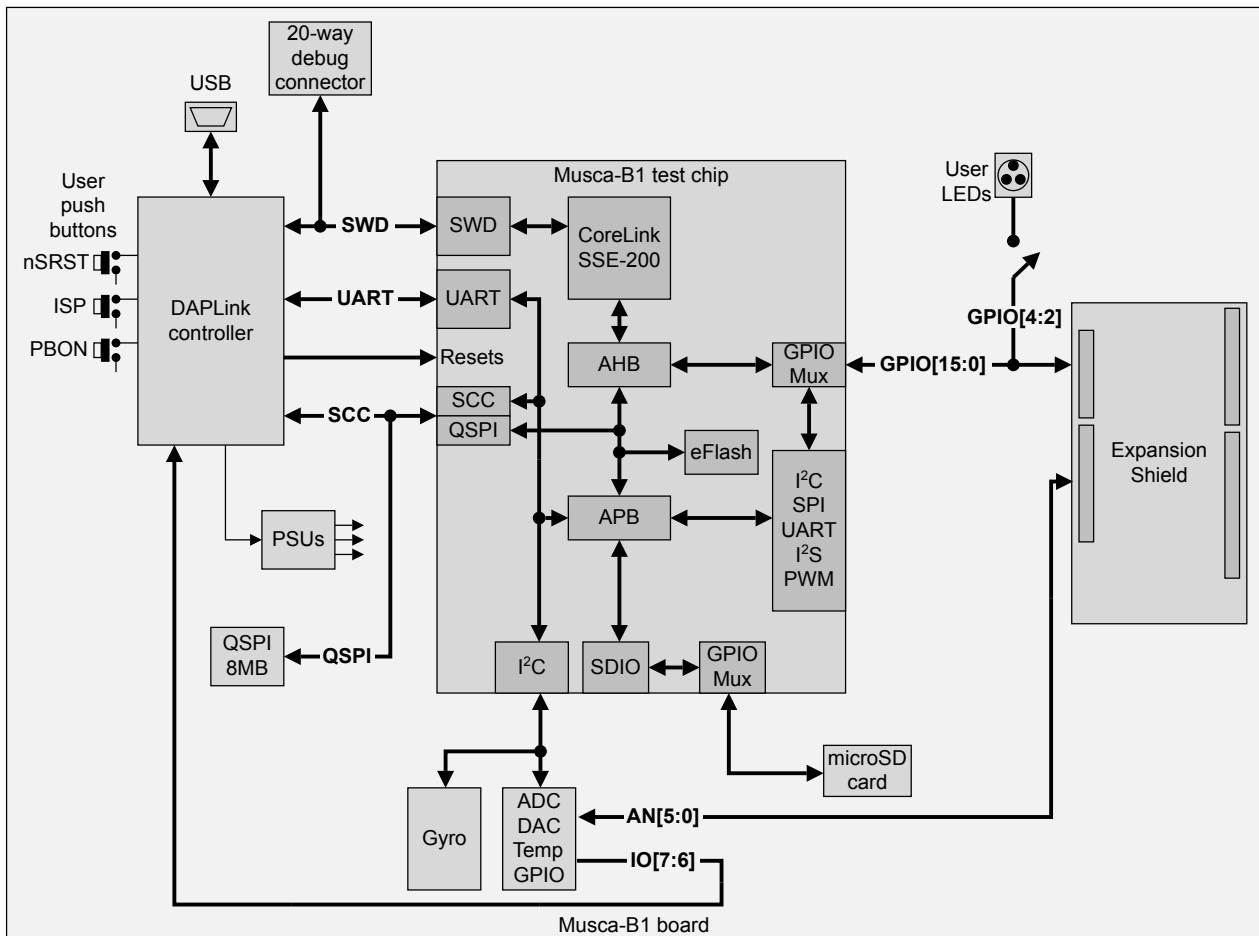 20-way
debug
connector
USB
User
push
buttons
nSRST
ISP
PBON
DAPLink
controller
SWD
UART
SCC
Musca-B1 test chip
SWD
CoreLink
SSE-200
UART
Resets
AHB
GPIO
Mux
SCC
QSPI
eFlash
APB
I²C
SPI
UART
I²S
PWM
I²C
SDIO
GPIO
Mux
User
LEDs
GPIO[4:2]
GPIO[15:0]
Expansion
Shield
PSUs
QSPI
8MB
QSPI
microSD
card
Gyro
ADC
DAC
Temp
GPIO
AN[5:0]
IO[7:6]
Musca-B1 board